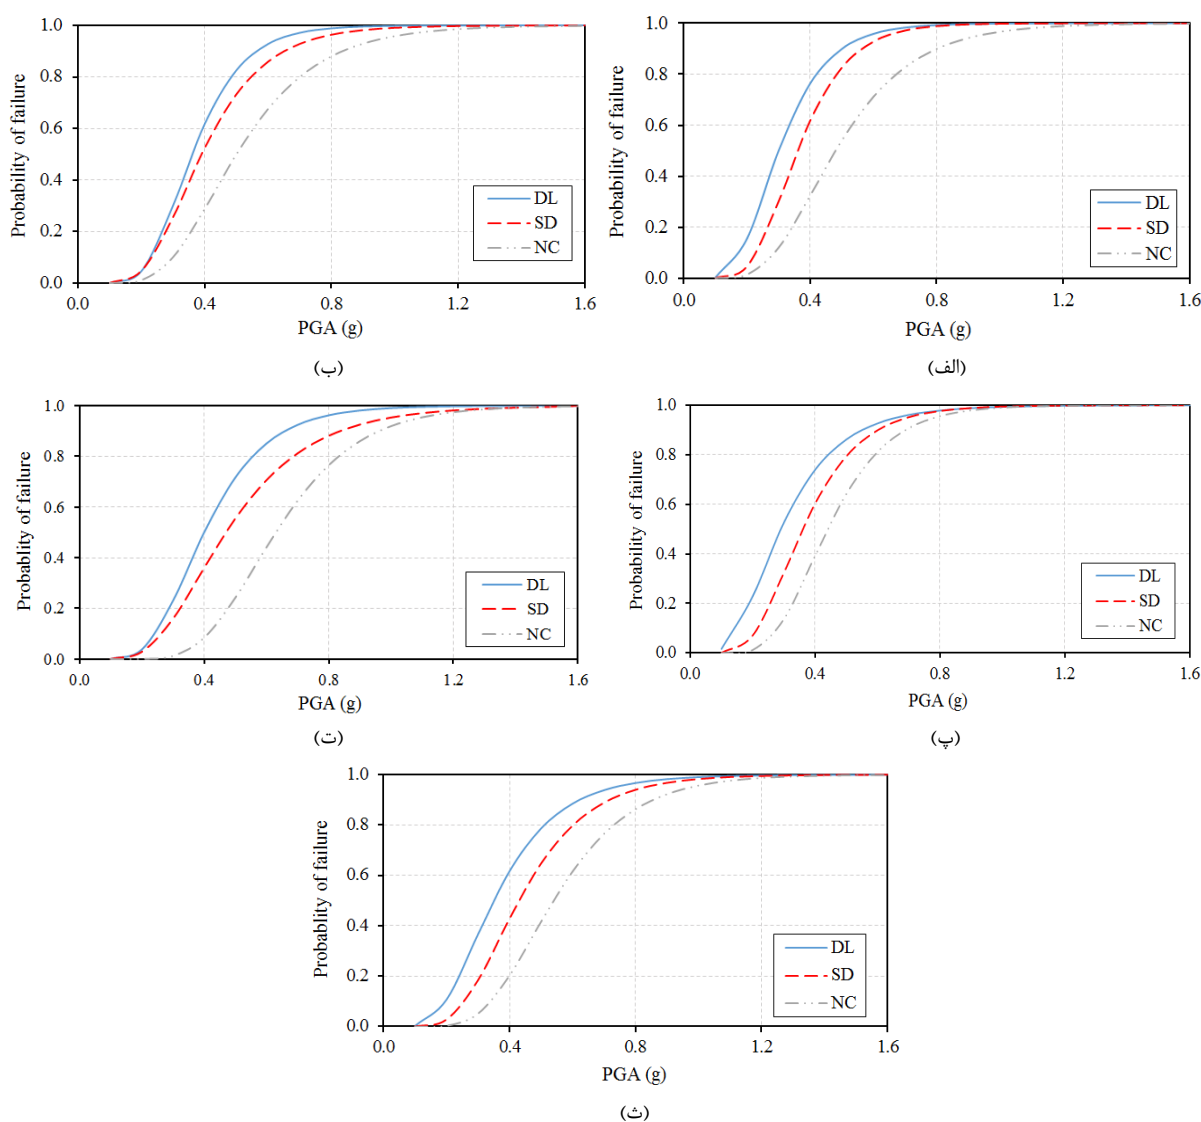 Probability of failure
1.0
0.8
0.6
0.4
0.2
0.0
0.0 0.4 0.8 1.2 1.6
PGA (g)
DL
SD
NC
(الف)
Probability of failure
1.0
0.8
0.6
0.4
0.2
0.0
0.0 0.4 0.8 1.2 1.6
PGA (g)
DL
SD
NC
(ب)
Probability of failure
1.0
0.8
0.6
0.4
0.2
0.0
0.0 0.4 0.8 1.2 1.6
PGA (g)
DL
SD
NC
(پ)
Probablity of failure
1.0
0.8
0.6
0.4
0.2
0.0
0.0 0.4 0.8 1.2 1.6
PGA (g)
DL
SD
NC
(ت)
Probablity of failure
1.0
0.8
0.6
0.4
0.2
0.0
0.0 0.4 0.8 1.2 1.6
PGA (g)
DL
SD
NC
(ث)